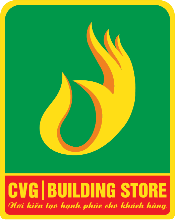 CVG | BUILDING STORE
Nơi kiến tạo hạnh phúc cho khách hàng